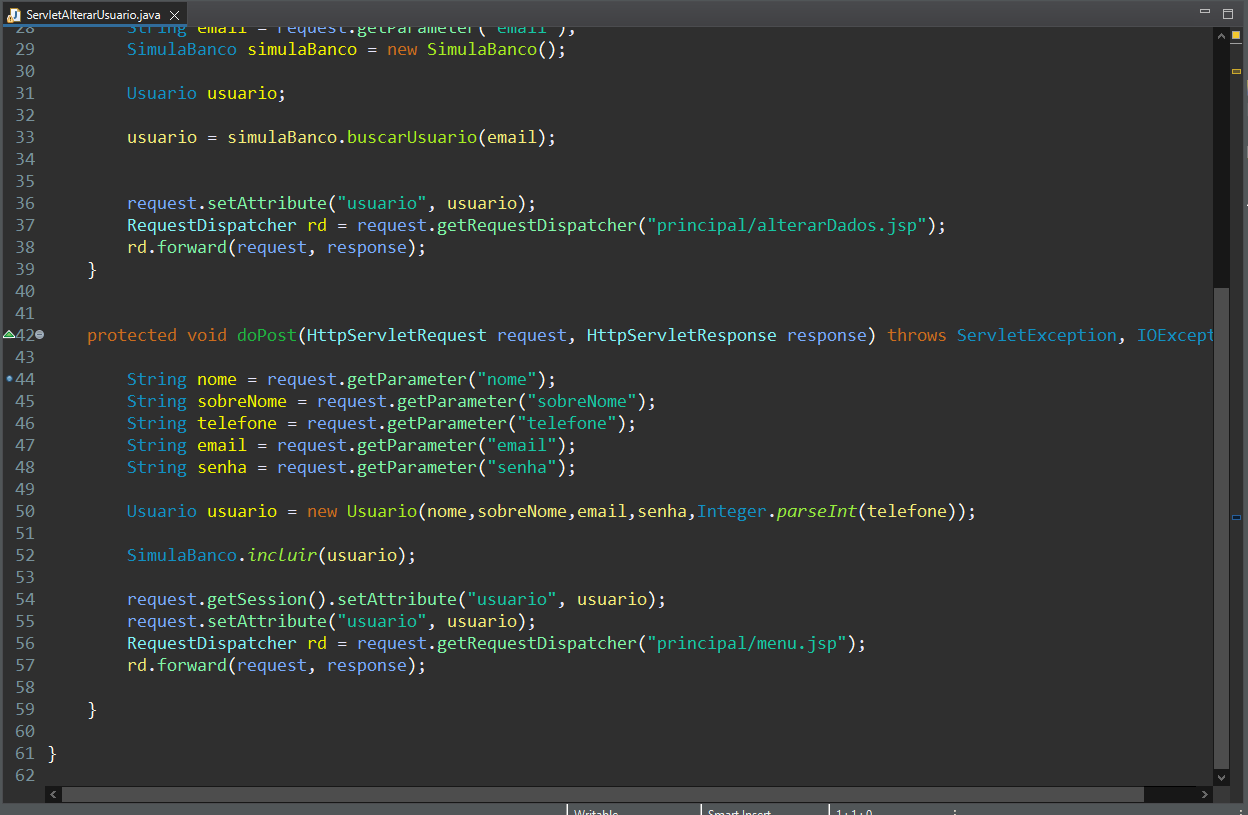 ServletAlterarUsuario.java
28 String email = request.getParameter("email");
29 SimulaBanco simulaBanco = new SimulaBanco();
30
31 Usuario usuario;
32
33 usuario = simulaBanco.buscarUsuario(email);
34
35
36 request.setAttribute("usuario", usuario);
37 RequestDispatcher rd = request.getRequestDispatcher("principal/alterarDados.jsp");
38 rd.forward(request, response);
39 }
40
41
42 protected void doPost(HttpServletRequest request, HttpServletResponse response) throws ServletException, IOExcept
43
44 String nome = request.getParameter("nome");
45 String sobreNome = request.getParameter("sobreNome");
46 String telefone = request.getParameter("telefone");
47 String email = request.getParameter("email");
48 String senha = request.getParameter("senha");
49
50 Usuario usuario = new Usuario(nome,sobreNome,email,senha,Integer.parseInt(telefone));
51
52 SimulaBanco.incluir(usuario);
53
54 request.getSession().setAttribute("usuario", usuario);
55 request.setAttribute("usuario", usuario);
56 RequestDispatcher rd = request.getRequestDispatcher("principal/menu.jsp");
57 rd.forward(request, response);
58
59 }
60
61 }
62
Writable Smart Insert 1 : 1 : 0